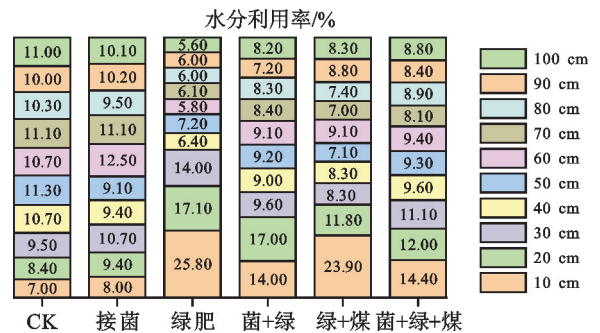 水分利用率/%
11.00 10.10 5.60 8.20 8.30 8.80 100 cm
10.00 10.20 6.00 7.20 8.80 8.40 90 cm
10.30 9.50 6.00 8.30 7.40 8.90 80 cm
11.10 11.10 6.10 8.40 7.00 8.10 70 cm
10.70 12.50 5.80 9.10 9.10 9.40 60 cm
11.30 9.10 7.20 9.20 7.10 9.30 50 cm
10.70 9.40 6.40 9.00 8.30 9.60 40 cm
9.50 10.70 14.00 9.60 8.30 11.10 30 cm
8.40 9.40 17.10 17.00 11.80 12.00 20 cm
7.00 8.00 25.80 14.00 23.90 14.40 10 cm
CK 接菌 绿肥 菌+绿 绿+煤 菌+绿+煤